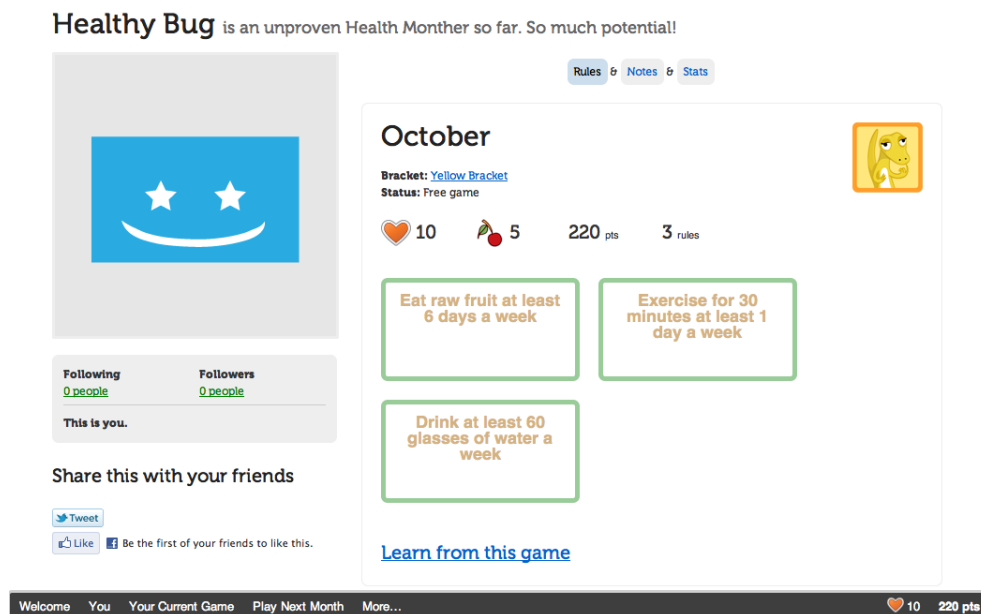 Healthy Bug is an unproven Health Monther so far. So much potential!
Rules & Notes & Stats
October
Bracket: Yellow Bracket
Status: Free game
10 5 220 pts 3 rules
Eat raw fruit at least
6 days a week
Exercise for 30
minutes at least 1
day a week
Drink at least 60
glasses of water a
week
Learn from this game
Following Followers
0 people 0 people
This is you.
Share this with your friends
Tweet
Like Be the first of your friends to like this.
Welcome You Your Current Game Play Next Month More... 10 220 pts